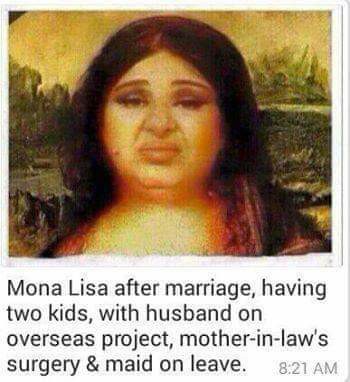 Mona Lisa after marriage, having
two kids, with husband on
overseas project, mother-in-law's
surgery & maid on leave.
8:21 AM